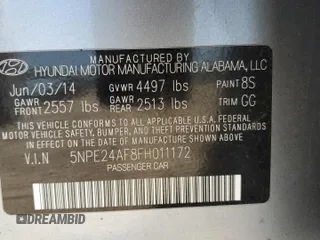 MANUFACTURED BY
HYUNDAI MOTOR MANUFACTURING ALABAMA, LLC
Jun/03/14 GVWR 4497 lbs PAINT 8S
GAWR FRONT 2557 lbs GAWR REAR 2513 lbs TRIM GG
THIS VEHICLE CONFORMS TO ALL APPLICABLE FEDERAL
MOTOR VEHICLE SAFETY, BUMPER, AND THEFT
PREVENTION STANDARDS IN EFFECT ON THE DATE OF
MANUFACTURE SHOWN ABOVE.
V.I.N 5NPE24AF8FH011172
PASSENGER CAR
DREAMBID